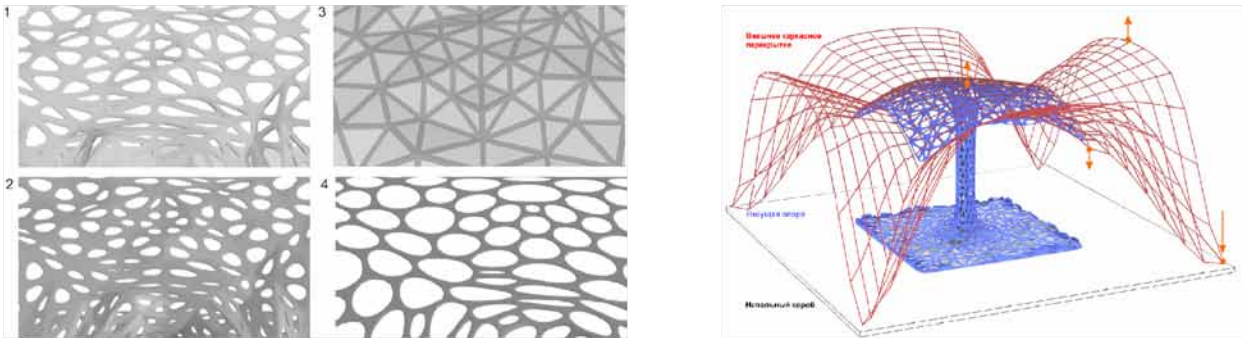 1
3
2
4
Внешнее каркасное
перекрытие
Несущая опора
Напольный короб